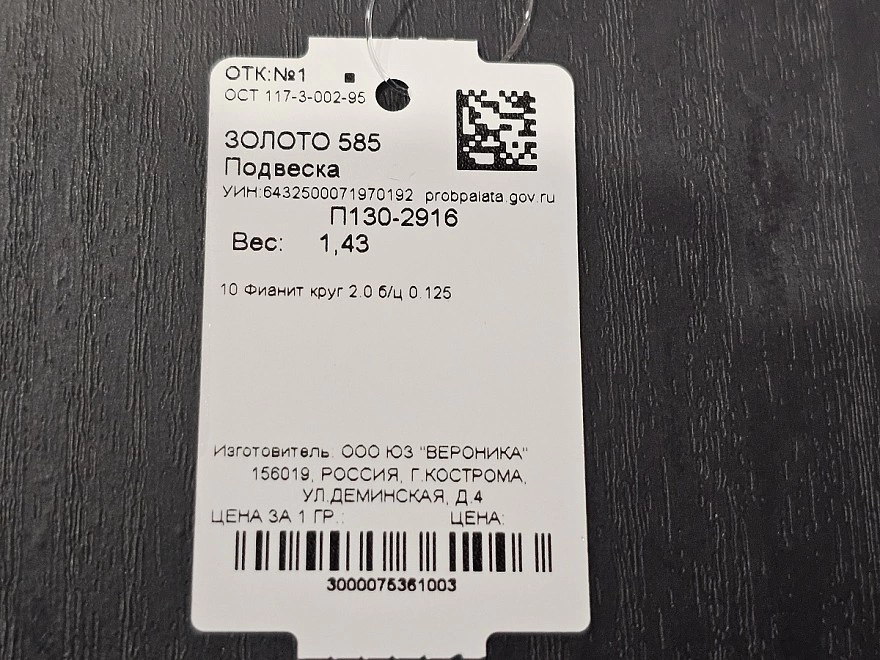 ОТК:№1
ОСТ 117-3-002-95
ЗОЛОТО 585
Подвеска
УИН:6432500071970192 probpalata.gov.ru
П130-2916
Вес: 1,43
10 Фианит круг 2.0 б/ц 0.125
Изготовитель: ООО ЮЗ "ВЕРОНИКА"
156019, РОССИЯ, Г.КОСТРОМА,
УЛ.ДЕМИНСКАЯ, Д.4
ЦЕНА ЗА 1 ГР.: ЦЕНА:
3000075361003